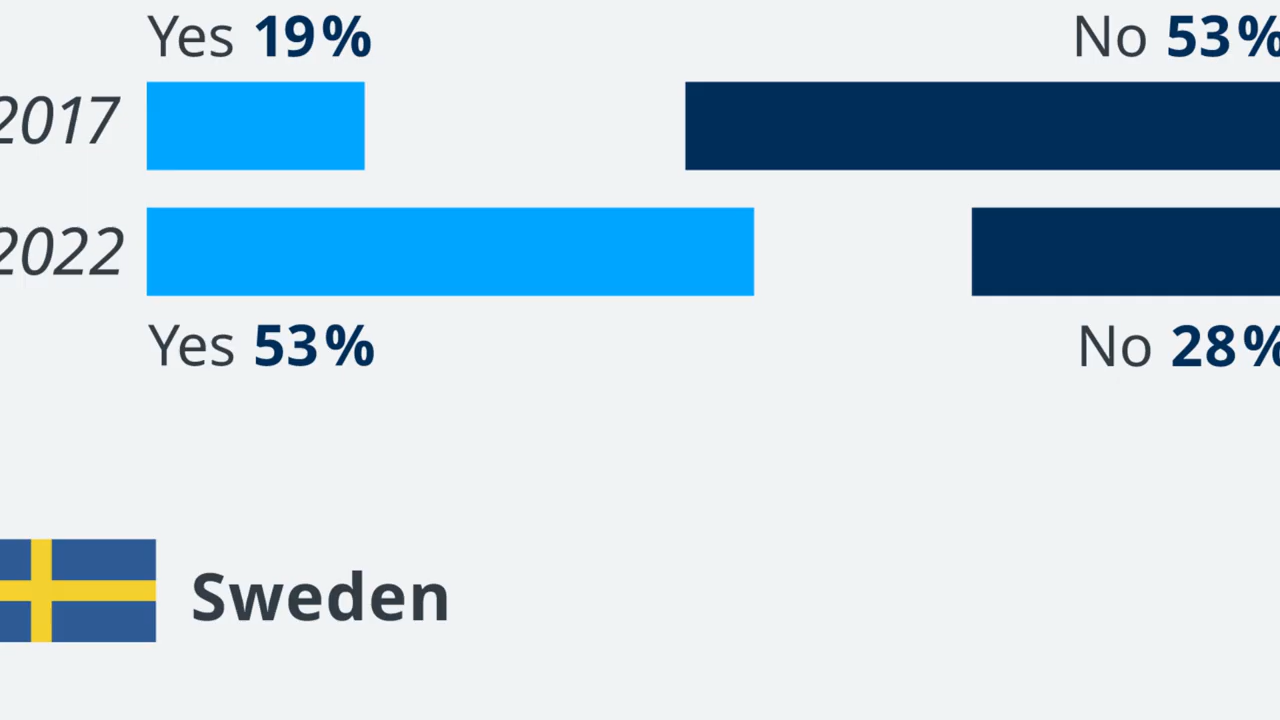 Yes 19% No 53%
2017
2022
Yes 53% No 28%
Sweden